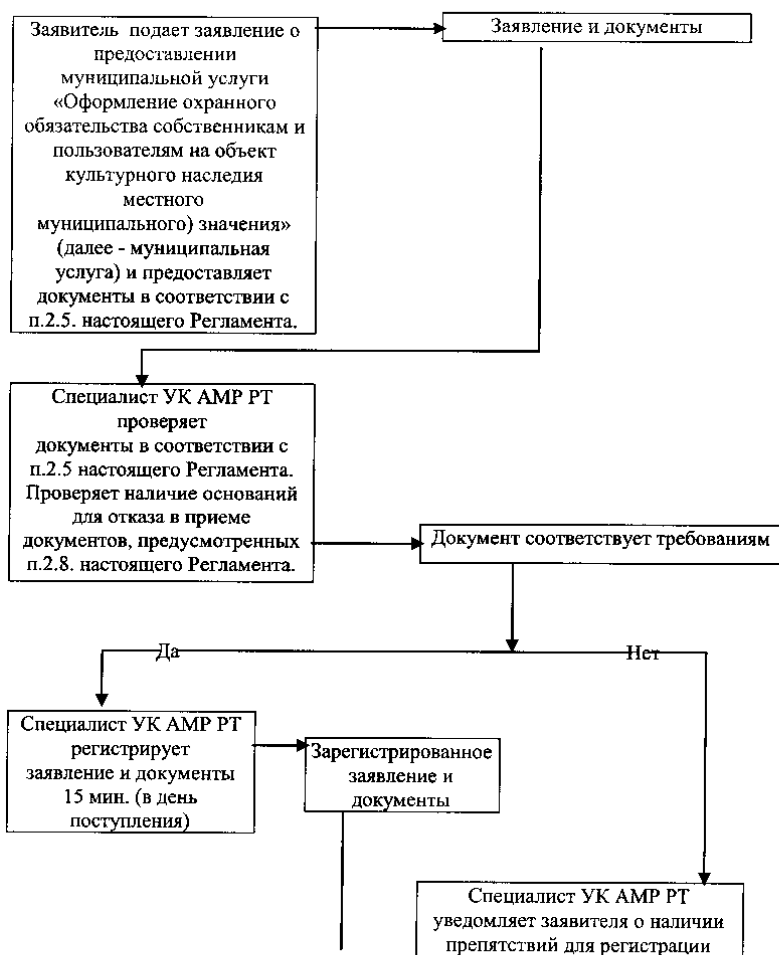 Заявитель подает заявление о
предоставлении
муниципальной услуги
«Оформление охранного
обязательства собственникам и
пользователям на объект
культурного наследия
местного
муниципального) значения»
(далее - муниципальная
услуга) и предоставляет
документы в соответствии с
п.2.5. настоящего Регламента.
Заявление и документы
Специалист УК АМР РТ
проверяет
документы в соответствии с
п.2.5 настоящего Регламента.
Проверяет наличие оснований
для отказа в приеме
документов, предусмотренных
п.2.8. настоящего Регламента.
Документ соответствует требованиям
Да
Нет
Специалист УК АМР РТ
регистрирует
заявление и документы
15 мин. (в день
поступления)
Зарегистрированное
заявление и
документы
Специалист УК АМР РТ
уведомляет заявителя о наличии
препятствий для регистрации